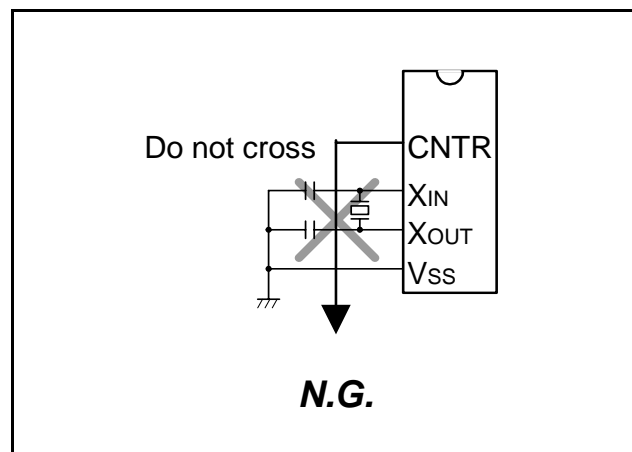 Do not cross
CNTR
XIN
XOUT
VSS
N.G.